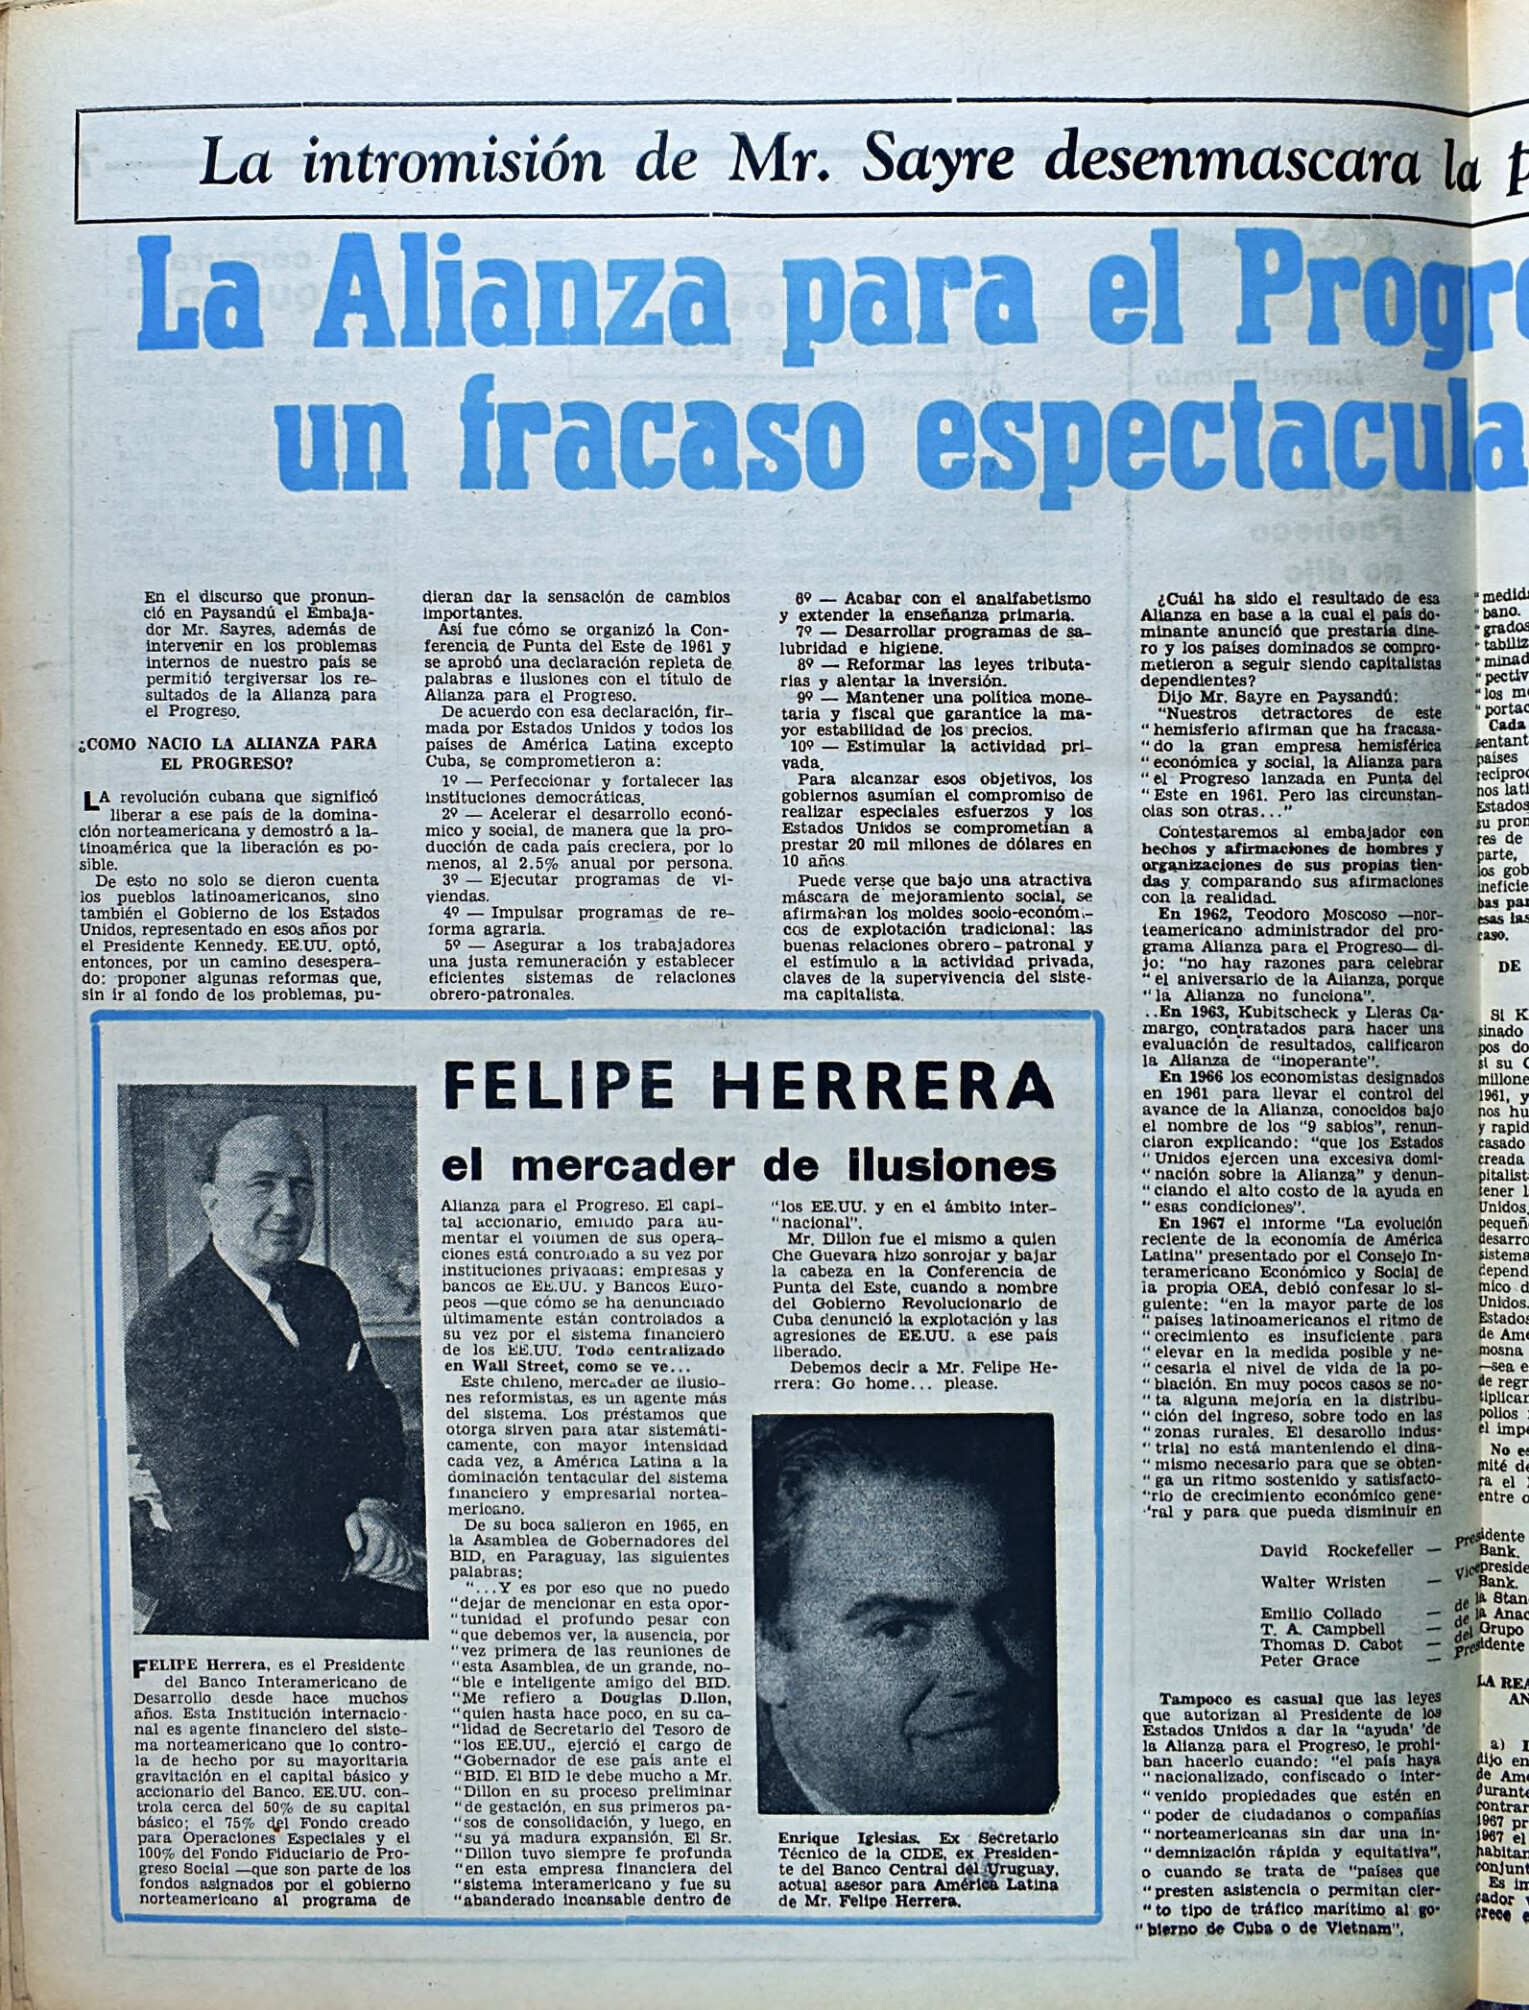 La intromisión de Mr. Sayre desenmascara la
La Alianza para el Progre
un fracaso espectacula
En el discurso que pronun-
ció en Paysandú el Embaja-
dor Mr. Sayres, además de
intervenir en los problemas
internos de nuestro país se
permitió tergiversar los re-
sultados de la Alianza para
el Progreso.
¿COMO NACIO LA ALIANZA PARA
EL PROGRESO?
LA revolución cubana que significó
liberar a ese país de la domina-
ción norteamericana y demostró a la-
tinoamérica que la liberación es po-
sible.
De esto no solo se dieron cuenta
los pueblos latinoamericanos, sino
también el Gobierno de los Estados
Unidos, representado en esos años por
el Presidente Kennedy. EE.UU. optó,
entonces, por un camino desespera-
do: proponer algunas reformas que,
sin ir al fondo de los problemas, pu-
dieran dar la sensación de cambios
importantes.
Así fue cómo se organizó la Con-
ferencia de Punta del Este de 1961 y
se aprobó una declaración repleta de
palabras e ilusiones con el título de
Alianza para el Progreso.
De acuerdo con esa declaración, fir-
mada por Estados Unidos y todos los
países de América Latina excepto
Cuba, se comprometieron a:
1º — Perfeccionar y fortalecer las
instituciones democráticas.
2º — Acelerar el desarrollo econó-
mico y social, de manera que la pro-
ducción de cada país creciera, por lo
menos, al 2.5% anual por persona.
3º — Ejecutar programas de vi-
viendas.
4º — Impulsar programas de re-
forma agraria.
5º — Asegurar a los trabajadores
una justa remuneración y establecer
eficientes sistemas de relaciones
obrero-patronales.
6º — Acabar con el analfabetismo
y extender la enseñanza primaria.
7º — Desarrollar programas de sa-
lubridad e higiene.
8º — Reformar las leyes tributa-
rias y alentar la inversión.
9º — Mantener una política mone-
taria y fiscal que garantice la ma-
yor estabilidad de los precios.
10º — Estimular la actividad pri-
vada.
Para alcanzar esos objetivos, los
gobiernos asumían el compromiso de
realizar especiales esfuerzos y los
Estados Unidos se comprometían a
prestar 20 mil millones de dólares en
10 años.
Puede verse que bajo una atractiva
máscara de mejoramiento social, se
afirmaban los moldes socio-económi-
cos de explotación tradicional: las
buenas relaciones obrero-patronal y
el estímulo a la actividad privada,
claves de la supervivencia del siste-
ma capitalista.
¿Cuál ha sido el resultado de esa
Alianza en base a la cual el país do-
minante anunció que prestaría dine-
ro y los países dominados se compro-
metieron a seguir siendo capitalistas
dependientes?
Dijo Mr. Sayre en Paysandú:
"Nuestros detractores de este
" hemisferio afirman que ha fracasa-
" do la gran empresa hemisférica
" económica y social, la Alianza para
" el Progreso lanzada en Punta del
" Este en 1961. Pero las circunstan-
cias son otras..."
Contestaremos al embajador con
hechos y afirmaciones de hombres y
organizaciones de sus propias tien-
das y comparando sus afirmaciones
con la realidad.
En 1962, Teodoro Moscoso —nor-
teamericano administrador del pro-
grama Alianza para el Progreso— di-
jo: "no hay razones para celebrar
" el aniversario de la Alianza, porque
" la Alianza no funciona".
..En 1963, Kubitscheck y Lleras Ca-
margo, contratados para hacer una
evaluación de resultados, calificaron
la Alianza de "inoperante".
En 1966 los economistas designados
en 1961 para llevar el control del
avance de la Alianza, conocidos bajo
el nombre de los "9 sabios", renun-
ciaron explicando: "que los Estados
" Unidos ejercen una excesiva domi-
" nación sobre la Alianza" y denun-
" ciando el alto costo de la ayuda en
" esas condiciones".
En 1967 el informe "La evolución
reciente de la economía de América
Latina" presentado por el Consejo In-
teramericano Económico y Social de
la propia OEA, debió confesar lo si-
guiente: "en la mayor parte de los
" países latinoamericanos el ritmo de
" crecimiento es insuficiente para
" elevar en la medida posible y ne-
" cesaria el nivel de vida de la po-
" blación. En muy pocos casos se no-
" ta alguna mejoría en la distribu-
" ción del ingreso, sobre todo en las
" zonas rurales. El desarollo indus-
" trial no está manteniendo el dina-
" mismo necesario para que se obten-
" ga un ritmo sostenido y satisfacto-
" rio de crecimiento económico gene-
" ral y para que pueda disminuir en
David Rockefeller —
Walter Wristen —
Emilio Collado —
T. A. Campbell —
Thomas D. Cabot —
Peter Grace —
Tampoco es casual que las leyes
que autorizan al Presidente de los
Estados Unidos a dar la "ayuda' 'de
la Alianza para el Progreso, le prohí-
ban hacerlo cuando: "el país haya
" nacionalizado, confiscado o inter-
" venido propiedades que estén en
" poder de ciudadanos o compañías
" norteamericanas sin dar una in-
" demnización rápida y equitativa",
o cuando se trata de "países que
" presten asistencia o permitan cier-
" to tipo de tráfico marítimo al go-
" bierno de Cuba o de Vietnam".
FELIPE HERRERA
el mercader de ilusiones
FELIPE Herrera, es el Presidente
del Banco Interamericano de
Desarrollo desde hace muchos
años. Esta Institución internacio-
nal es agente financiero del siste-
ma norteamericano que lo contro-
la de hecho por su mayoritaria
gravitación en el capital básico y
accionario del Banco. EE.UU. con-
trola cerca del 50% de su capital
básico; el 75% del Fondo creado
para Operaciones Especiales y el
100% del Fondo Fiduciario de Pro-
greso Social —que son parte de los
fondos asignados por el gobierno
norteamericano al programa de
Alianza para el Progreso. El capi-
tal accionario, emitido para au-
mentar el volumen de sus opera-
ciones está controlado a su vez por
instituciones privadas: empresas y
bancos de EE.UU. y Bancos Euro-
peos —que cómo se ha denunciado
últimamente están controlados a
su vez por el sistema financiero
de los EE.UU. Todo centralizado
en Wall Street, como se ve...
Este chileno, mercader de ilusio-
nes reformistas, es un agente más
del sistema. Los préstamos que
otorga sirven para atar sistemáti-
camente, con mayor intensidad
cada vez, a América Latina a la
dominación tentacular del sistema
financiero y empresarial nortea-
mericano.
De su boca salieron en 1965, en
la Asamblea de Gobernadores del
BID, en Paraguay, las siguientes
palabras:
"...Y es por eso que no puedo
"dejar de mencionar en esta opor-
"tunidad el profundo pesar con
"que debemos ver, la ausencia, por
"vez primera de las reuniones de
"esta Asamblea, de un grande, no-
"ble e inteligente amigo del BID.
"Me refiero a Douglas Dillon,
"quien hasta hace poco, en su ca-
"lidad de Secretario del Tesoro de
"los EE.UU., ejerció el cargo de
"Gobernador de ese país ante el
"BID. El BID le debe mucho a Mr.
"Dillon en su proceso preliminar
"de gestación, en sus primeros pa-
"sos de consolidación, y luego, en
"su yá madura expansión. El Sr.
"Dillon tuvo siempre fe profunda
"en esta empresa financiera del
"sistema interamericano y fue su
"abanderado incansable dentro de
"los EE.UU. y en el ámbito inter-
"nacional".
Mr. Dillon fue el mismo a quien
Che Guevara hizo sonrojar y bajar
la cabeza en la Conferencia de
Punta del Este, cuando a nombre
del Gobierno Revolucionario de
Cuba denunció la explotación y las
agresiones de EE.UU. a ese país
liberado.
Debemos decir a Mr. Felipe He-
rrera: Go home... please.
Enrique Iglesias. Ex Secretario
Técnico de la CIDE, ex Presiden-
te del Banco Central del Uruguay,
actual asesor para América Latina
de Mr. Felipe Herrera.